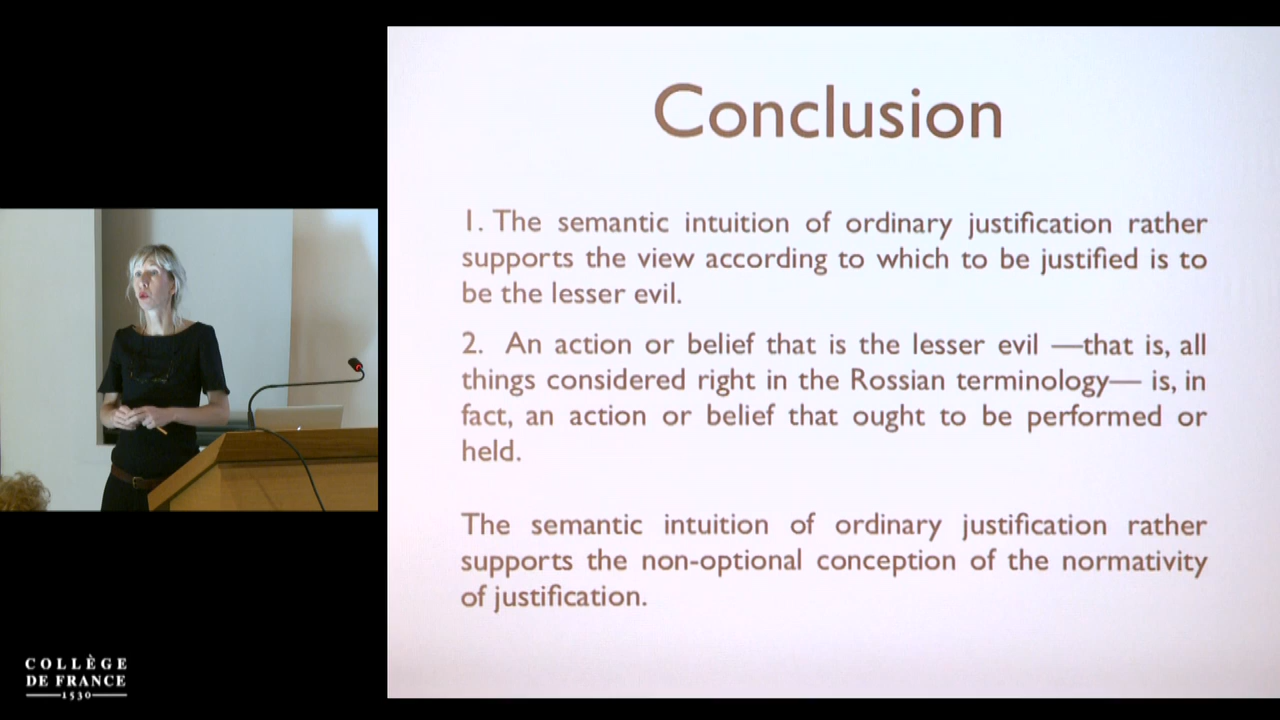 Conclusion
1. The semantic intuition of ordinary justification rather
supports the view according to which to be justified is to
be the lesser evil.
2. An action or belief that is the lesser evil —that is, all
things considered right in the Rossian terminology— is, in
fact, an action or belief that ought to be performed or
held.
The semantic intuition of ordinary justification rather
supports the non-optional conception of the normativity
of justification.
COLLÈGE
DE FRANCE
1530